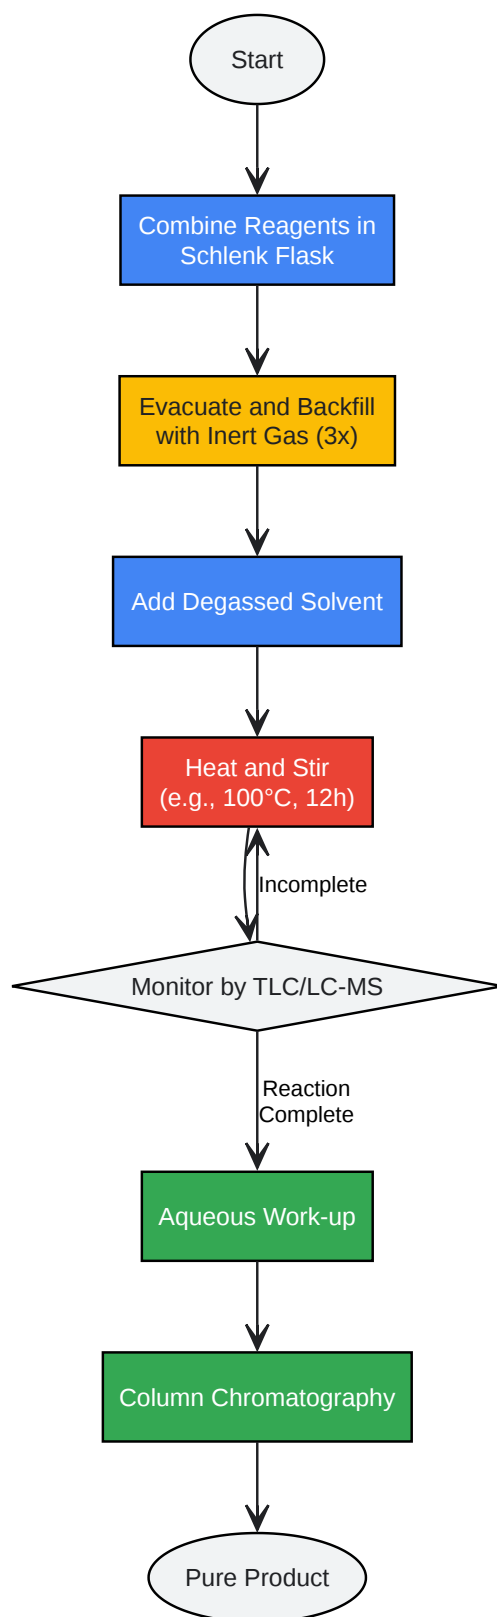 Start
Combine Reagents in
Schlenk Flask
Evacuate and Backfill
with Inert Gas (3x)
Add Degassed Solvent
Heat and Stir
(e.g., 100°C, 12h)
Incomplete
Monitor by TLC/LC-MS
Reaction
Complete
Aqueous Work-up
Column Chromatography
Pure Product